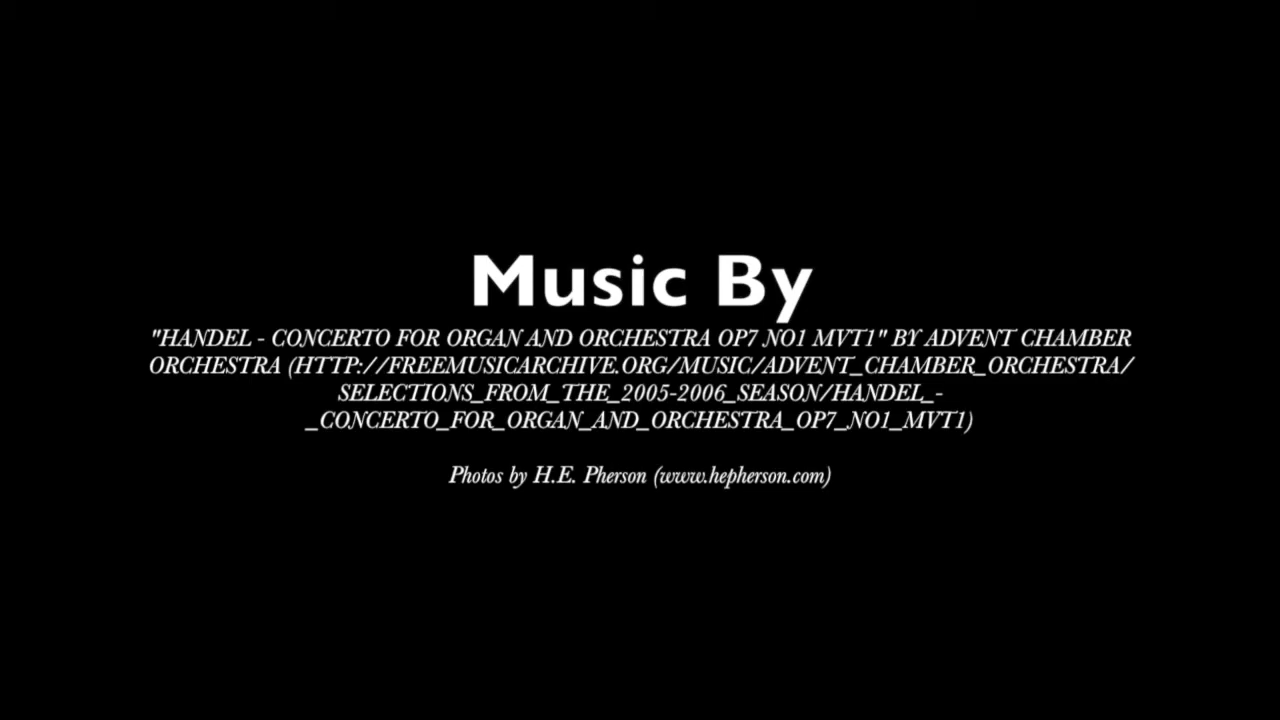 Music By
"HANDEL - CONCERTO FOR ORGAN AND ORCHESTRA OP7 NO1 MVT1" BY ADVENT CHAMBER
ORCHESTRA (HTTP://FREEMUSICARCHIVE.ORG/MUSIC/ADVENT_CHAMBER_ORCHESTRA/
SELECTIONS_FROM_THE_2005-2006_SEASON/HANDEL_-
_CONCERTO_FOR_ORGAN_AND_ORCHESTRA_OP7_NO1_MVT1)
Photos by H.E. Pherson (www.hepherson.com)